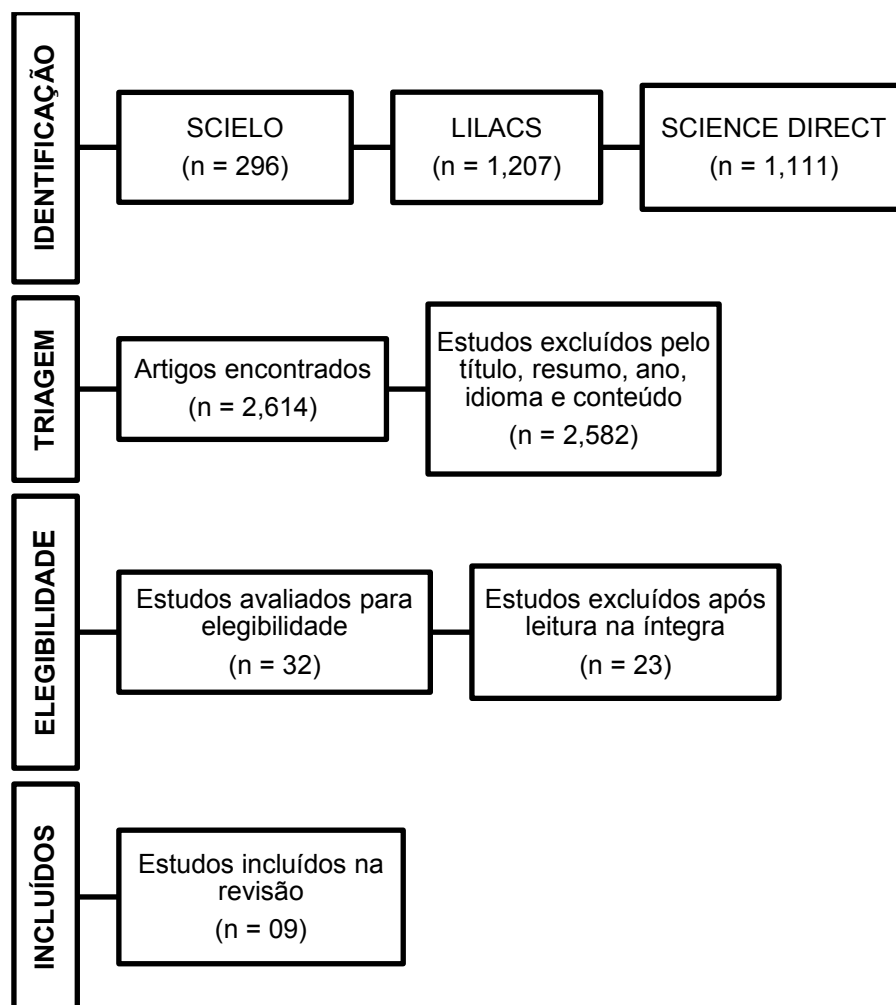 IDENTIFICAÇÃO
SCIELO
(n = 296)
LILACS
(n = 1,207)
SCIENCE DIRECT
(n = 1,111)
TRIAGEM
Artigos encontrados
(n = 2,614)
Estudos excluídos pelo
título, resumo, ano,
idioma e conteúdo
(n = 2,582)
ELEGIBILIDADE
Estudos avaliados para
elegibilidade
(n = 32)
Estudos excluídos após
leitura na íntegra
(n = 23)
INCLUÍDOS
Estudos incluídos na
revisão
(n = 09)